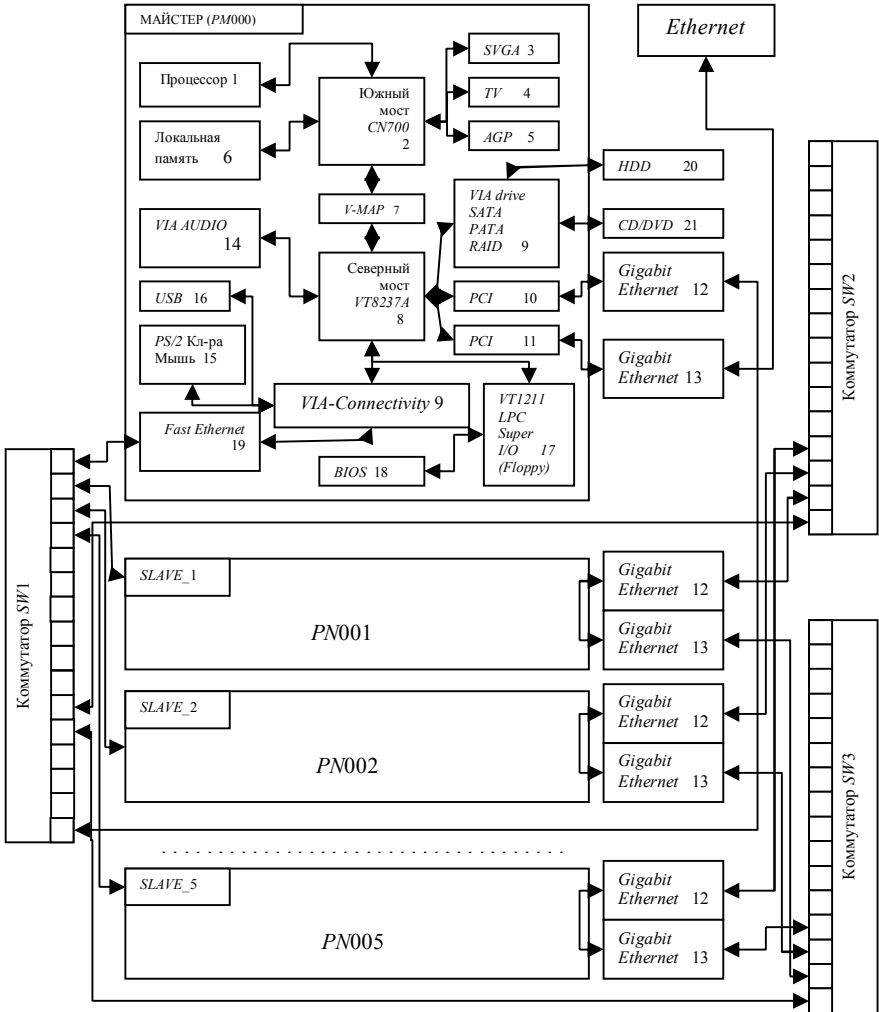 МАЙСТЕР (PM000)
Ethernet
SVGA 3
Процессор 1
Южный
мост
CN700
2
TV 4
Локальная
память 6
AGP 5
HDD 20
VIA drive
SATA
PATA
RAID 9
V-MAP 7
VIA AUDIO
14
CD/DVD 21
Северный
мост
VT8237A
8
Gigabit
Ethernet 12
USB 16
PCI 10
PS/2 Кл-ра
Мышь 15
PCI 11
Gigabit
Ethernet 13
VIA-Connectivity 9
VT1211
LPC
Super
I/O 17
(Floppy)
Fast Ethernet
19
BIOS 18
Коммутатор SW2
Коммутатор SW1
SLAVE_1
PN001
Gigabit
Ethernet 12
Gigabit
Ethernet 13
SLAVE_2
PN002
Gigabit
Ethernet 12
Gigabit
Ethernet 13
Коммутатор SW3
. . . . . . . . . . . . . . . . . . . . . . . . . . . . . . . . . . . . . . .
SLAVE_5
PN005
Gigabit
Ethernet 12
Gigabit
Ethernet 13